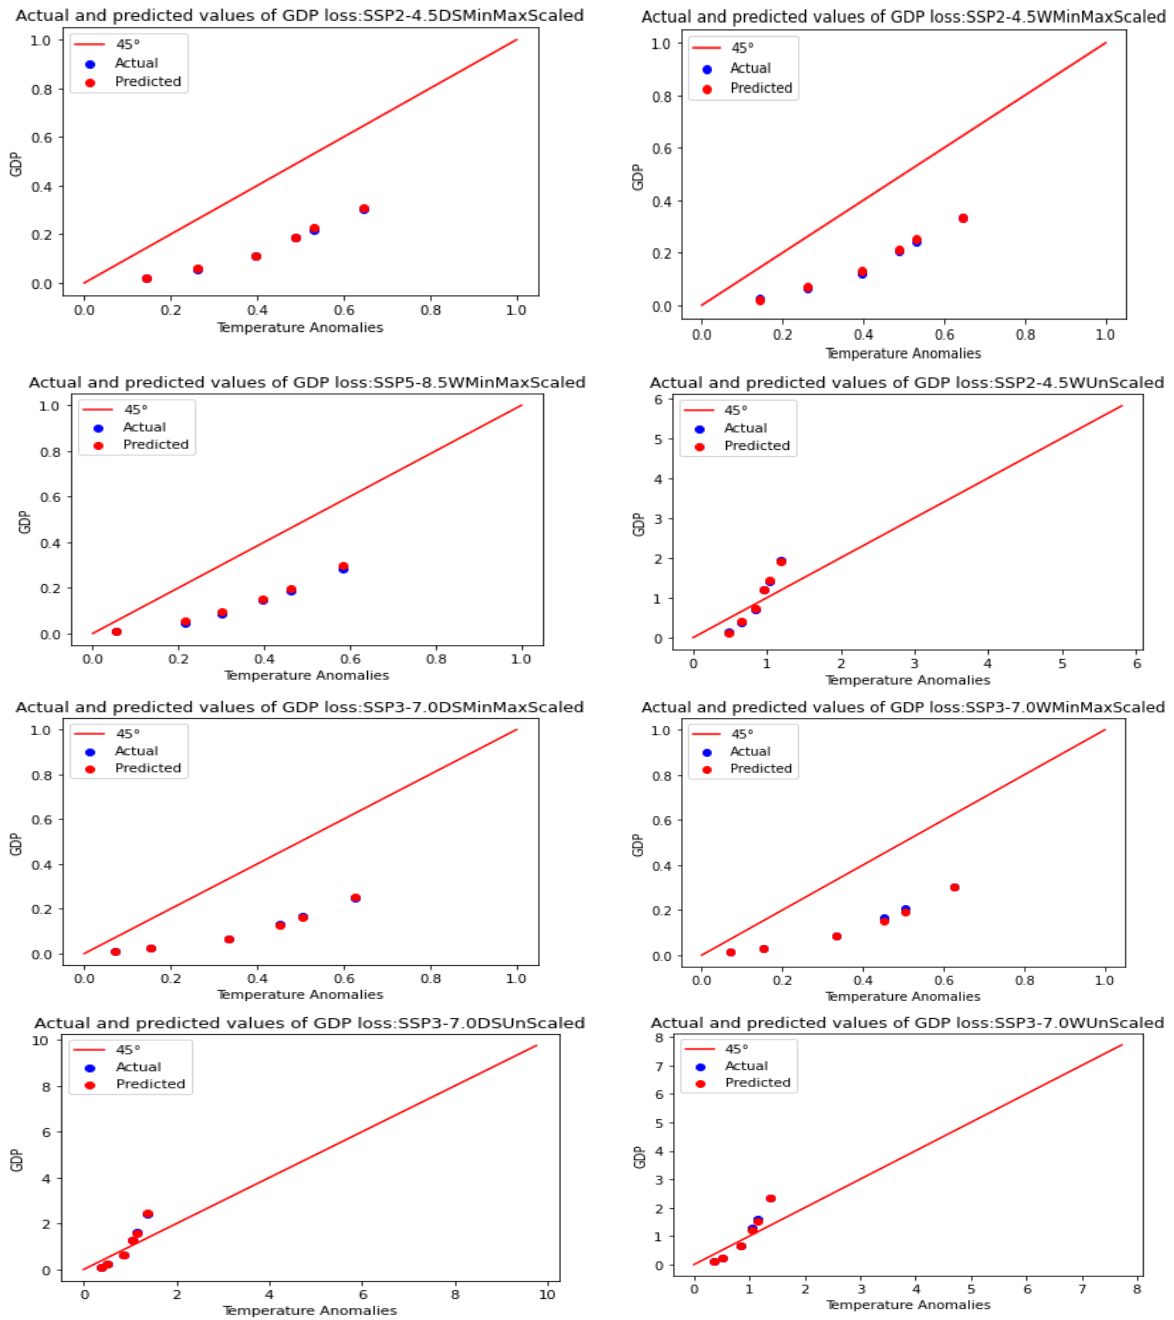 Actual and predicted values of GDP loss:SSP2-4.5DSMinMaxScaled
1.0
0.8
0.6
0.4
0.2
0.0
GDP
45°
Actual
Predicted
0.0 0.2 0.4 0.6 0.8 1.0
Temperature Anomalies
Actual and predicted values of GDP loss:SSP2-4.5WMinMaxScaled
1.0
0.8
0.6
0.4
0.2
0.0
GDP
45°
Actual
Predicted
0.0 0.2 0.4 0.6 0.8 1.0
Temperature Anomalies
Actual and predicted values of GDP loss:SSP5-8.5WMinMaxScaled
1.0
0.8
0.6
0.4
0.2
0.0
GDP
45°
Actual
Predicted
0.0 0.2 0.4 0.6 0.8 1.0
Temperature Anomalies
Actual and predicted values of GDP loss:SSP2-4.5WUnScaled
6
5
4
3
2
1
0
GDP
45°
Actual
Predicted
0 1 2 3 4 5 6
Temperature Anomalies
Actual and predicted values of GDP loss:SSP3-7.0DSMinMaxScaled
1.0
0.8
0.6
0.4
0.2
0.0
GDP
45°
Actual
Predicted
0.0 0.2 0.4 0.6 0.8 1.0
Temperature Anomalies
Actual and predicted values of GDP loss:SSP3-7.0WMinMaxScaled
1.0
0.8
0.6
0.4
0.2
0.0
GDP
45°
Actual
Predicted
0.0 0.2 0.4 0.6 0.8 1.0
Temperature Anomalies
Actual and predicted values of GDP loss:SSP3-7.0DSUnScaled
10
8
6
4
2
0
GDP
45°
Actual
Predicted
0 2 4 6 8 10
Temperature Anomalies
Actual and predicted values of GDP loss:SSP3-7.0WUnScaled
8
7
6
5
4
3
2
1
0
GDP
45°
Actual
Predicted
0 1 2 3 4 5 6 7 8
Temperature Anomalies